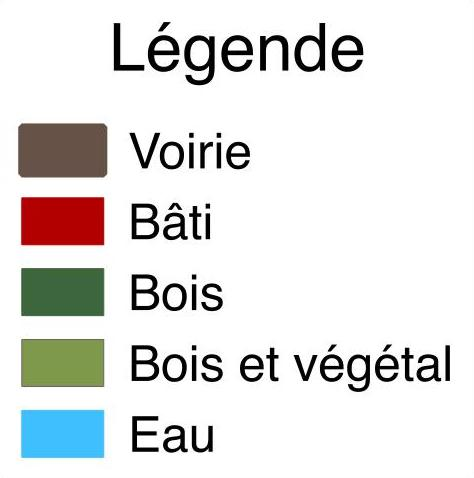 Légende
Voirie
Bâti
Bois
Bois et végétal
Eau